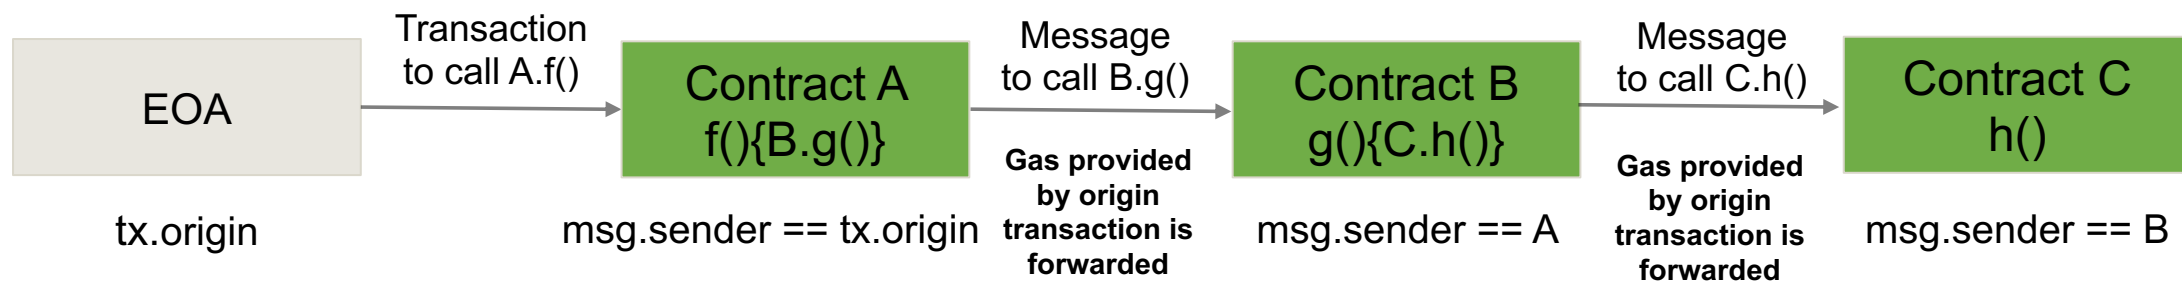 EOA
tx.origin
Transaction
to call A.f()
Contract A
f(){B.g()}
msg.sender == tx.origin
Message
to call B.g()
Gas provided
by origin
transaction is
forwarded
Contract B
g(){C.h()}
msg.sender == A
Message
to call C.h()
Gas provided
by origin
transaction is
forwarded
Contract C
h()
msg.sender == B